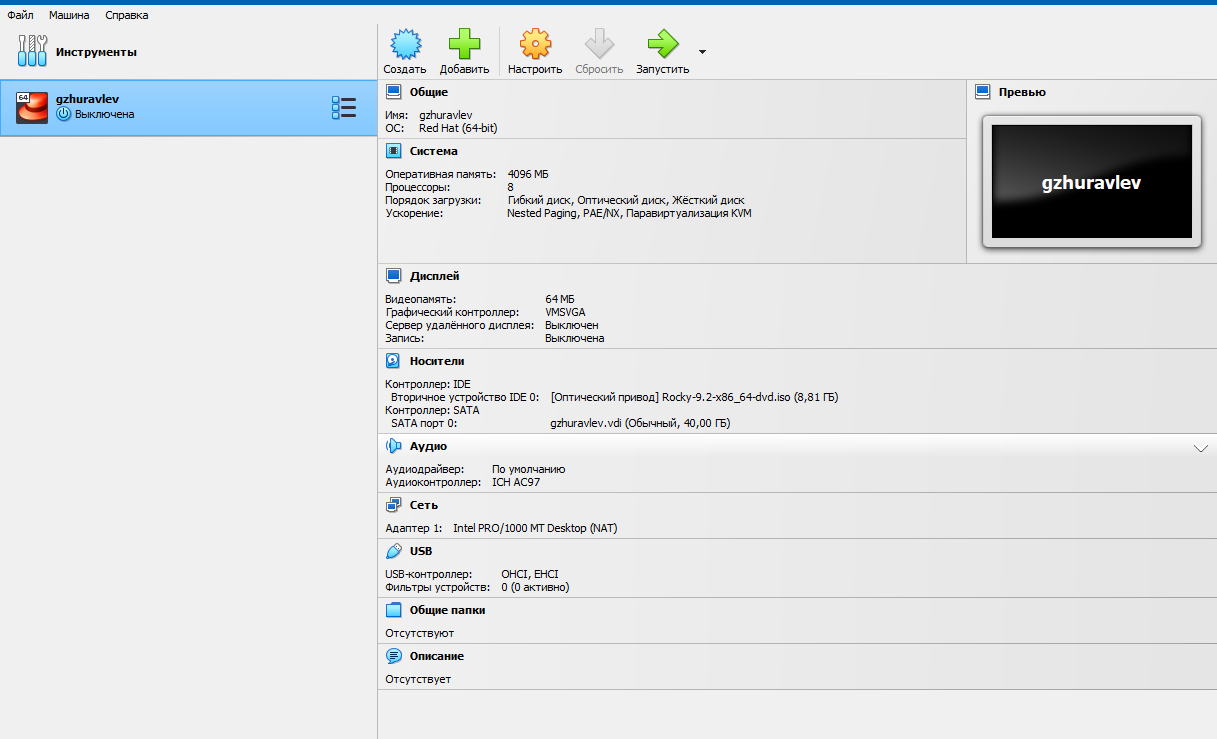 Файл Машина Справка
Инструменты
64 gzhuravlev
Выключена
Создать Добавить Настроить Сбросить Запустить
Общие
Имя: gzhuravlev
ОС: Red Hat (64-bit)
Превью
gzhuravlev
Система
Оперативная память: 4096 МБ
Процессоры: 8
Порядок загрузки: Гибкий диск, Оптический диск, Жёсткий диск
Ускорение: Nested Paging, PAE/NX, Паравиртуализация KVM
Дисплей
Видеопамять: 64 МБ
Графический контроллер: VMSVGA
Сервер удалённого дисплея: Выключен
Запись: Выключена
Носители
Контроллер: IDE
Вторичное устройство IDE 0: [Оптический привод] Rocky-9.2-x86_64-dvd.iso (8,81 ГБ)
Контроллер: SATA
SATA порт 0: gzhuravlev.vdi (Обычный, 40,00 ГБ)
Аудио
Аудиодрайвер: По умолчанию
Аудиоконтроллер: ICH AC97
Сеть
Адаптер 1: Intel PRO/1000 MT Desktop (NAT)
USB
USB-контроллер: OHCI, EHCI
Фильтры устройств: 0 (0 активно)
Общие папки
Отсутствуют
Описание
Отсутствует